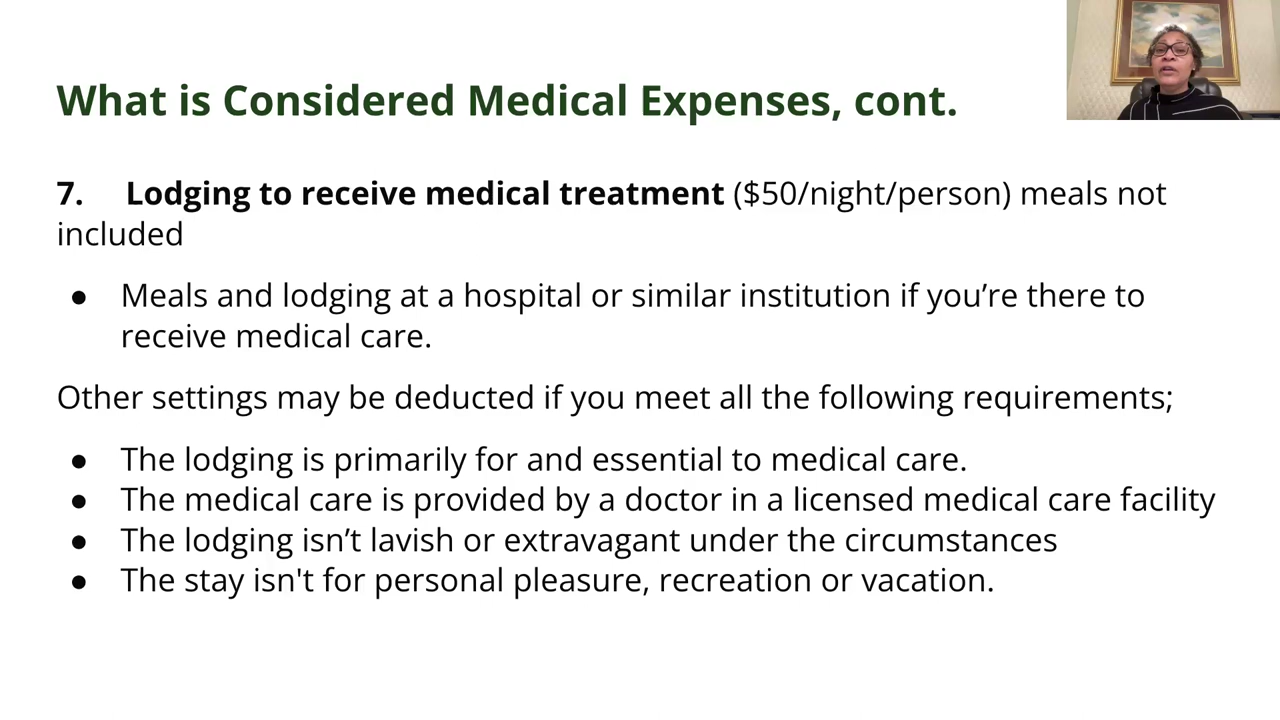 What is Considered Medical Expenses, cont.
7. Lodging to receive medical treatment ($50/night/person) meals not
included
● Meals and lodging at a hospital or similar institution if you’re there to
receive medical care.
Other settings may be deducted if you meet all the following requirements;
● The lodging is primarily for and essential to medical care.
● The medical care is provided by a doctor in a licensed medical care facility
● The lodging isn’t lavish or extravagant under the circumstances
● The stay isn't for personal pleasure, recreation or vacation.